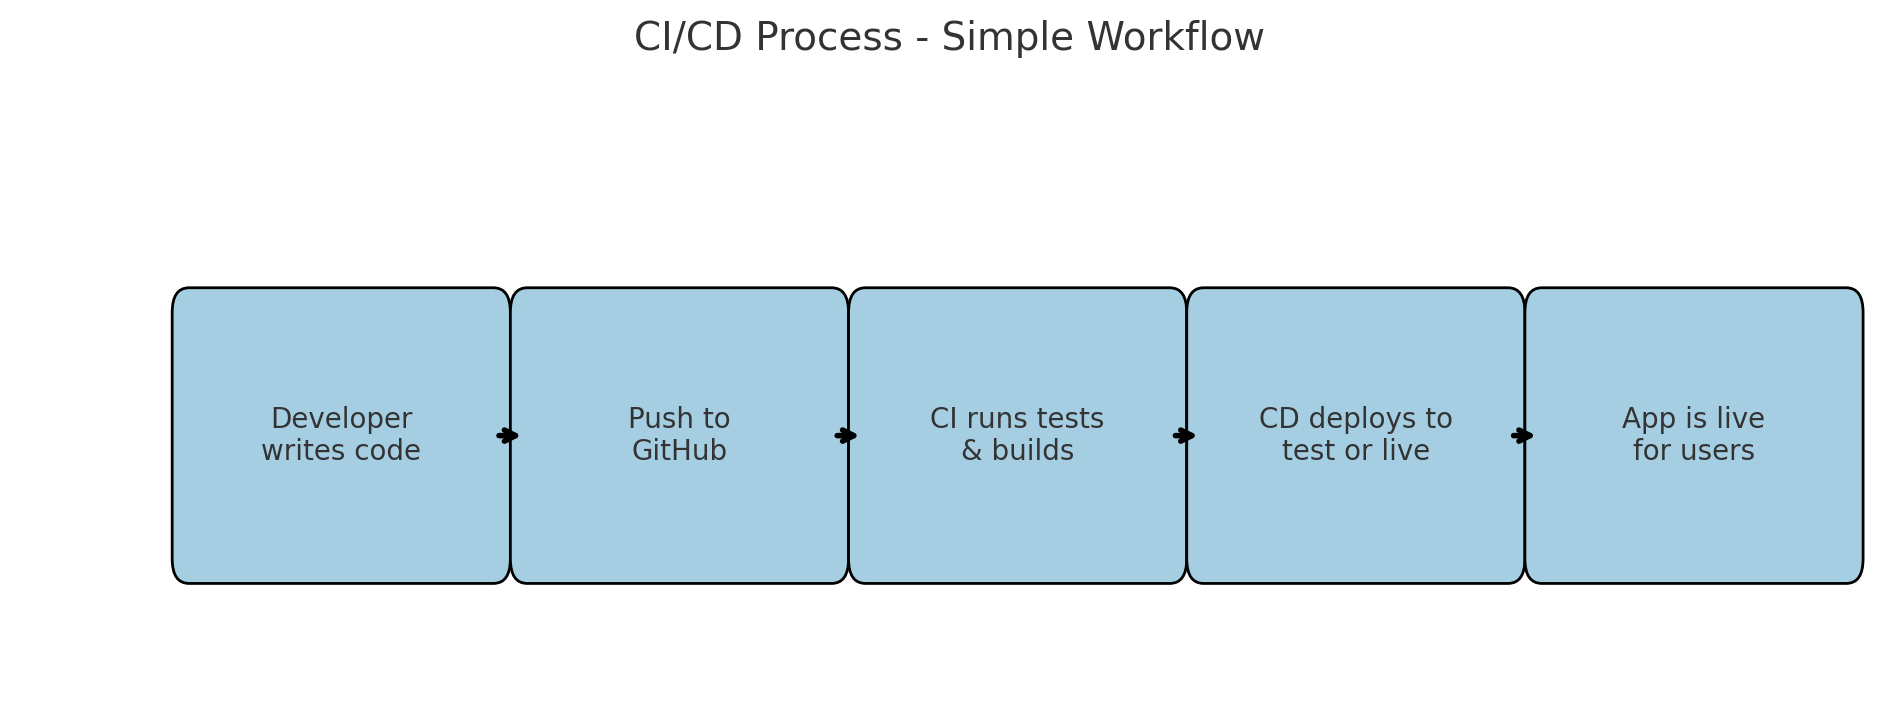 CI/CD Process - Simple Workflow
Developer
writes code
Push to
GitHub
CI runs tests
& builds
CD deploys to
test or live
App is live
for users